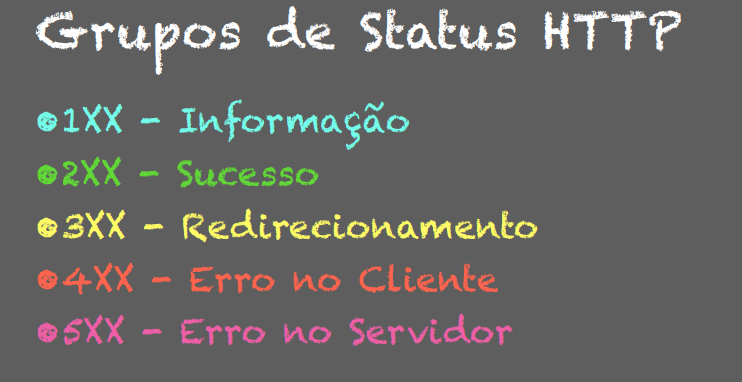 Grupos de Status HTTP
1XX - Informação
2XX - Sucesso
3XX - Redirecionamento
4XX - Erro no Cliente
5XX - Erro no Servidor